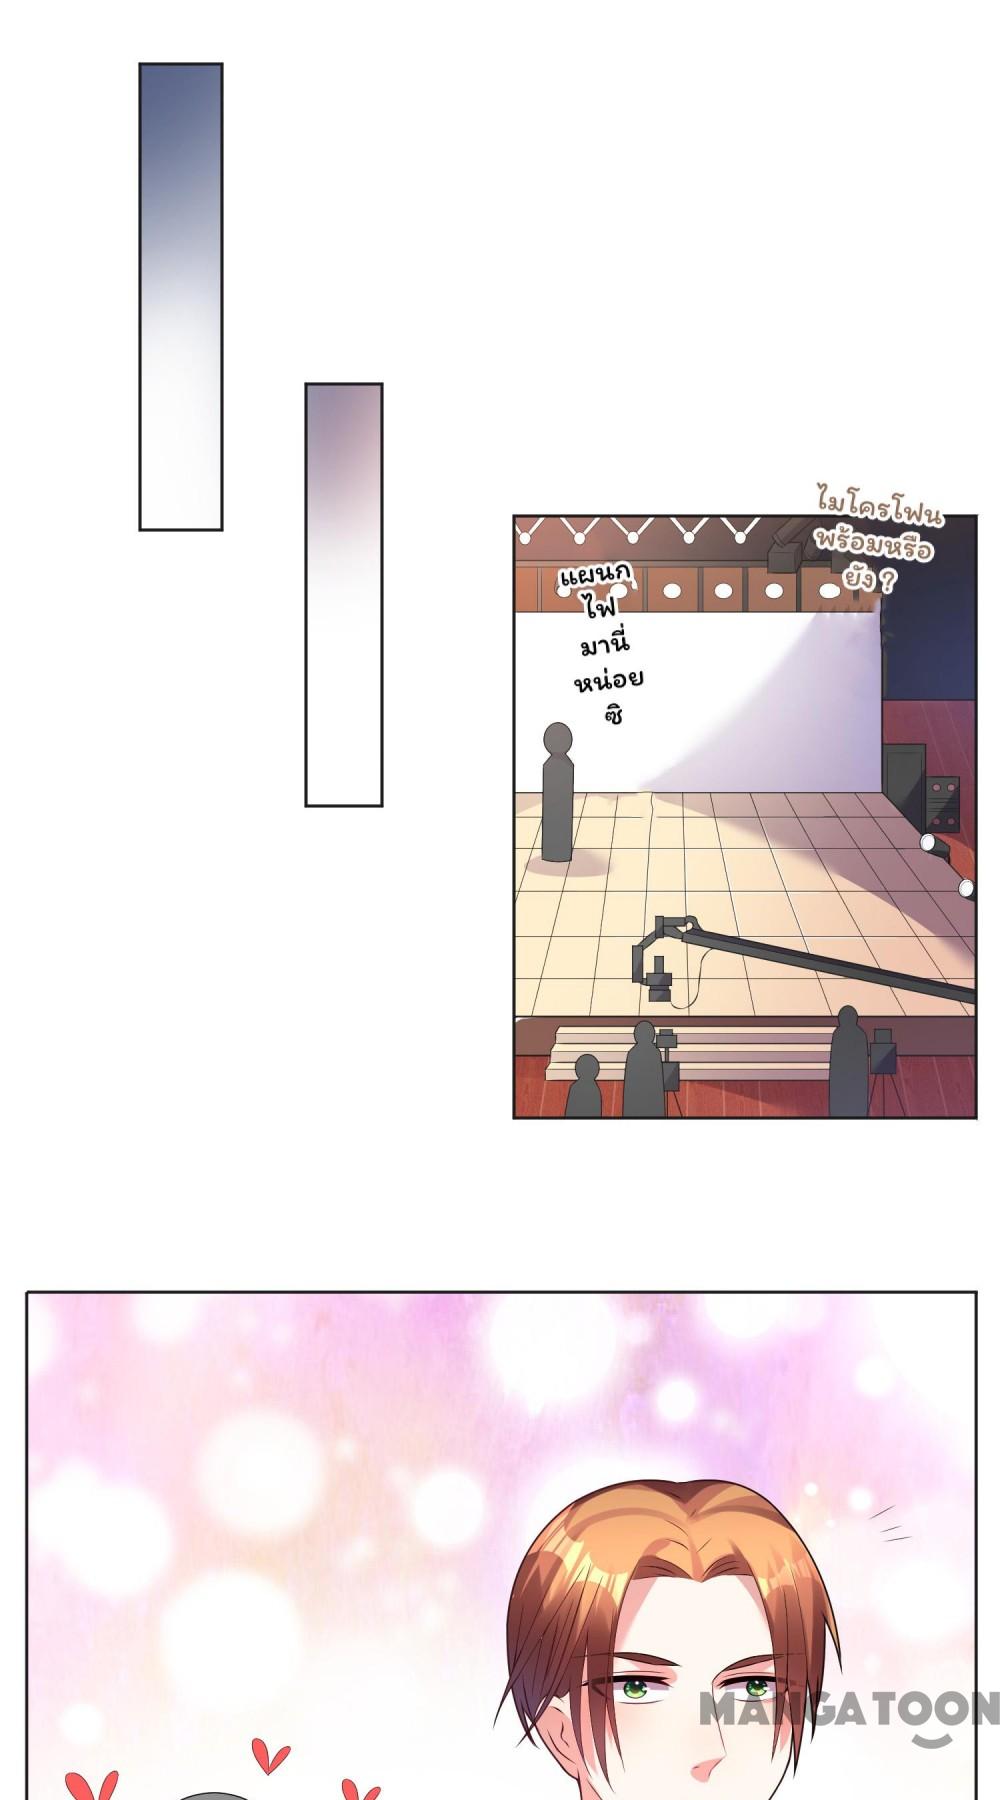 ไมโครโฟน
พร้อมหรือ
ยัง ?
แผนก
ไฟ
มานี่
หน่อย
ซิ
MANGATOON